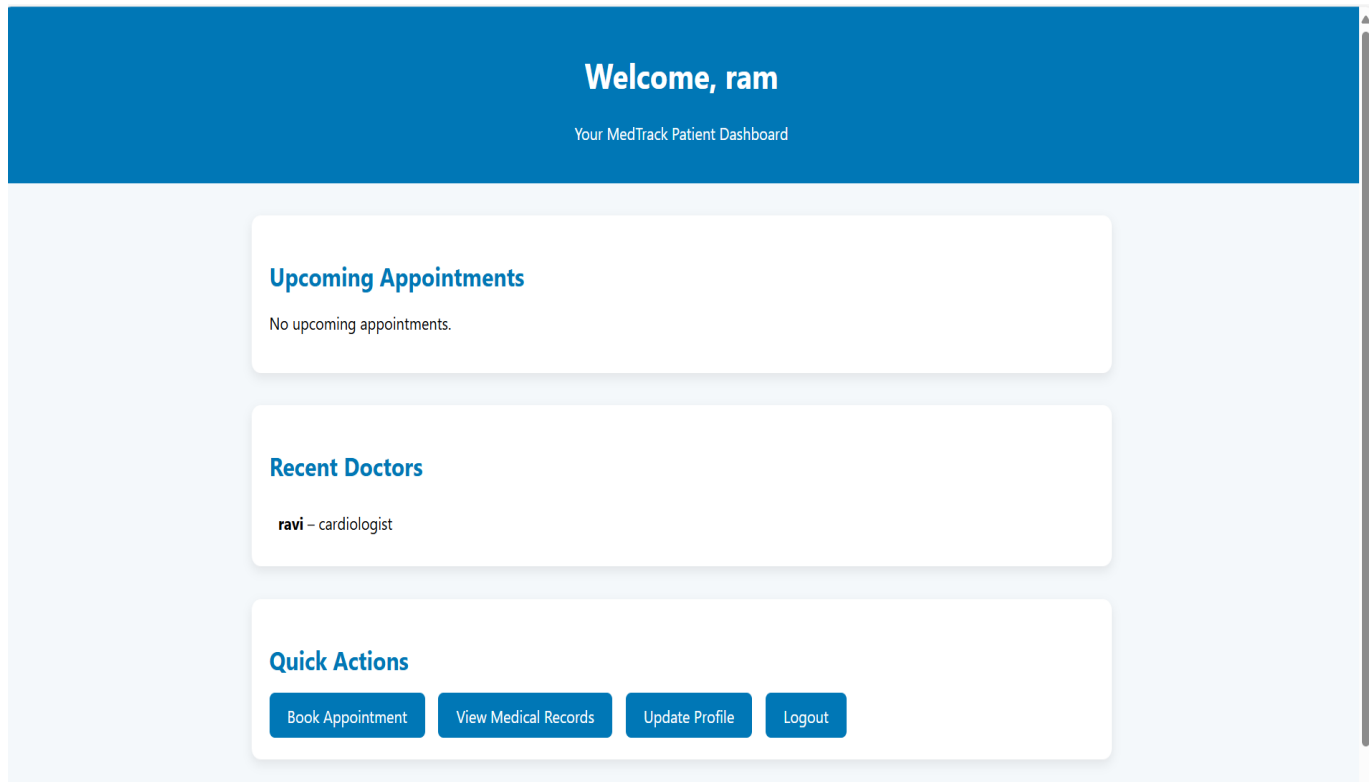 Welcome, ram
Your MedTrack Patient Dashboard
Upcoming Appointments
No upcoming appointments.
Recent Doctors
ravi – cardiologist
Quick Actions
Book Appointment View Medical Records Update Profile Logout